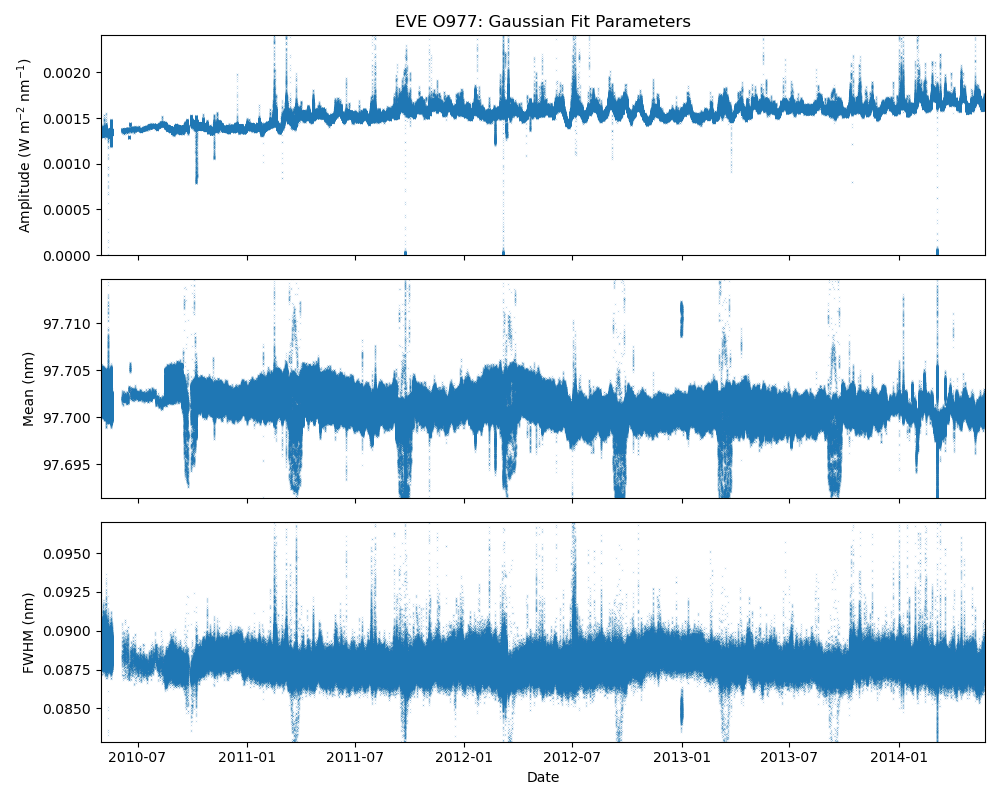 EVE O977: Gaussian Fit Parameters
Amplitude (W m⁻² nm⁻¹)
0.0020
0.0015
0.0010
0.0005
0.0000
Mean (nm)
97.710
97.705
97.700
97.695
FWHM (nm)
0.0950
0.0925
0.0900
0.0875
0.0850
2010-07 2011-01 2011-07 2012-01 2012-07 2013-01 2013-07 2014-01
Date